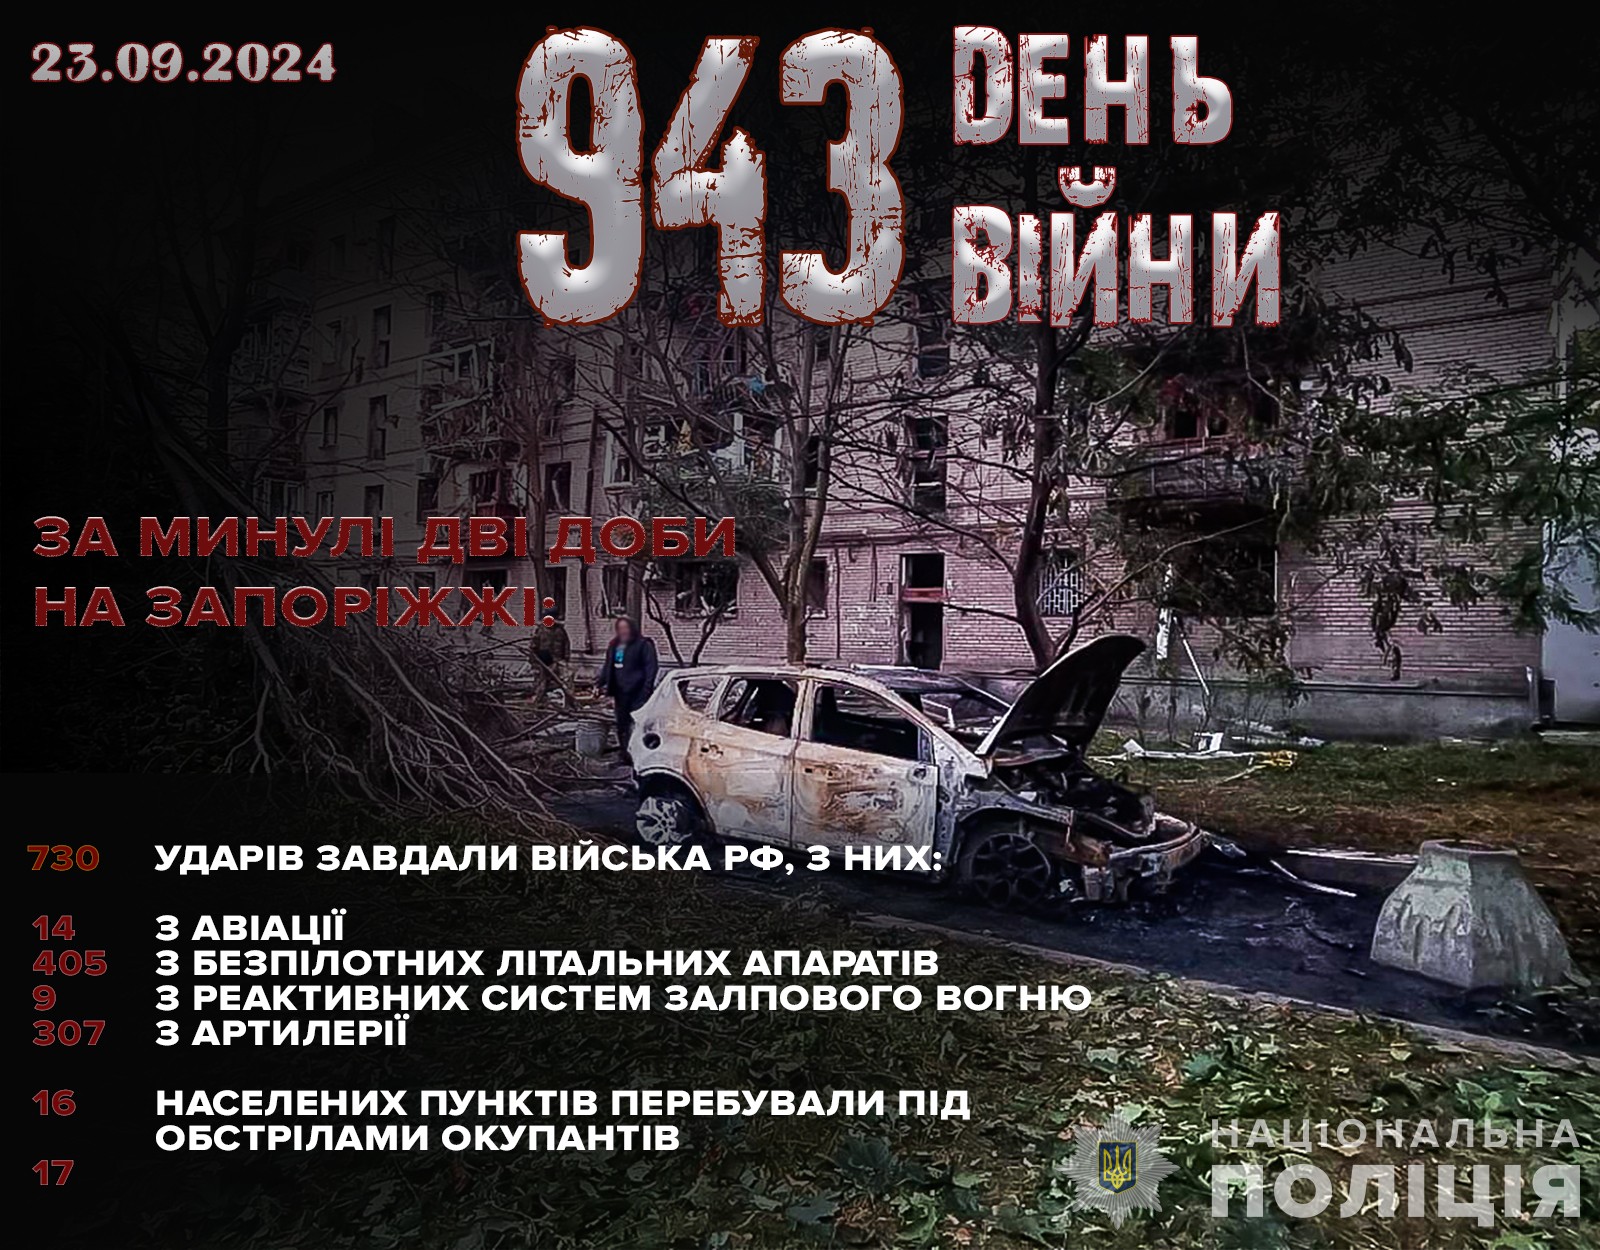 23.09.2024
943
ДЕНЬ
ВІЙНИ
ЗА МИНУЛІ ДВІ ДОБИ
НА ЗАПОРІЖЖІ:
730 УДАРІВ ЗАВДАЛИ ВІЙСЬКА РФ, З НИХ:
14 З АВІАЦІЇ
405 З БЕЗПІЛОТНИХ ЛІТАЛЬНИХ АПАРАТІВ
9 З РЕАКТИВНИХ СИСТЕМ ЗАЛПОВОГО ВОГНЮ
307 З АРТИЛЕРІЇ
16 НАСЕЛЕНИХ ПУНКТІВ ПЕРЕБУВАЛИ ПІД
ОБСТРІЛАМИ ОКУПАНТІВ
17
НАЦІОНАЛЬНА
ПОЛІЦІЯ